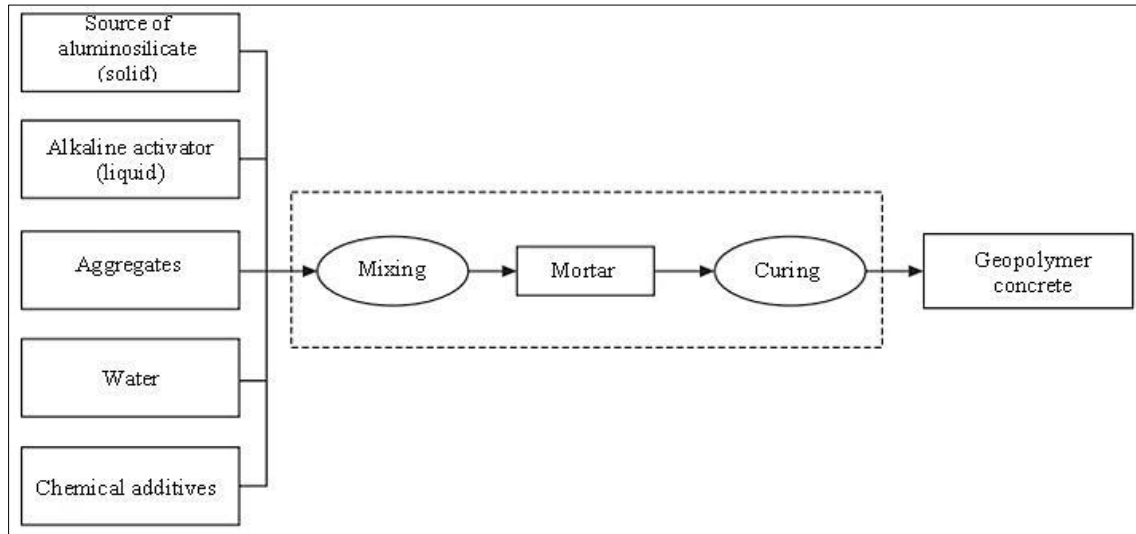 Source of
aluminosilicate
(solid)
Alkaline activator
(liquid)
Aggregates
Water
Chemical additives
Mixing
Mortar
Curing
Geopolymer
concrete